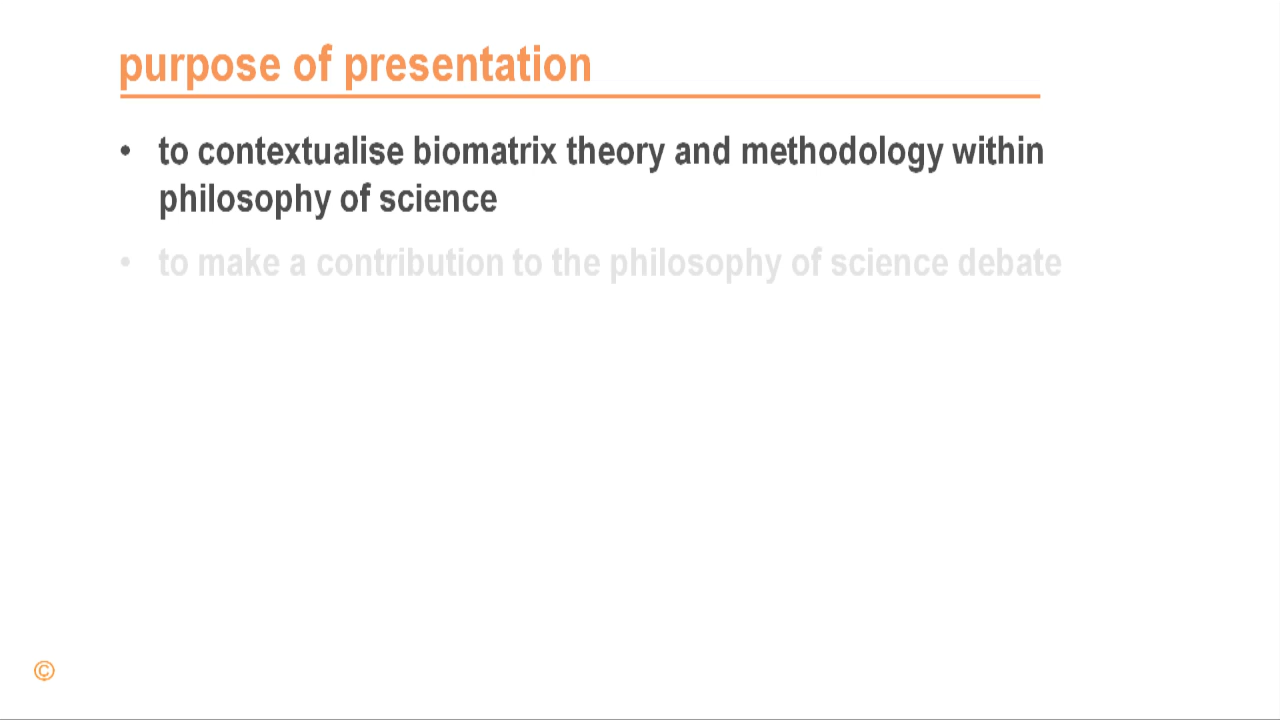 purpose of presentation
• to contextualise biomatrix theory and methodology within
philosophy of science
• to make a contribution to the philosophy of science debate
©